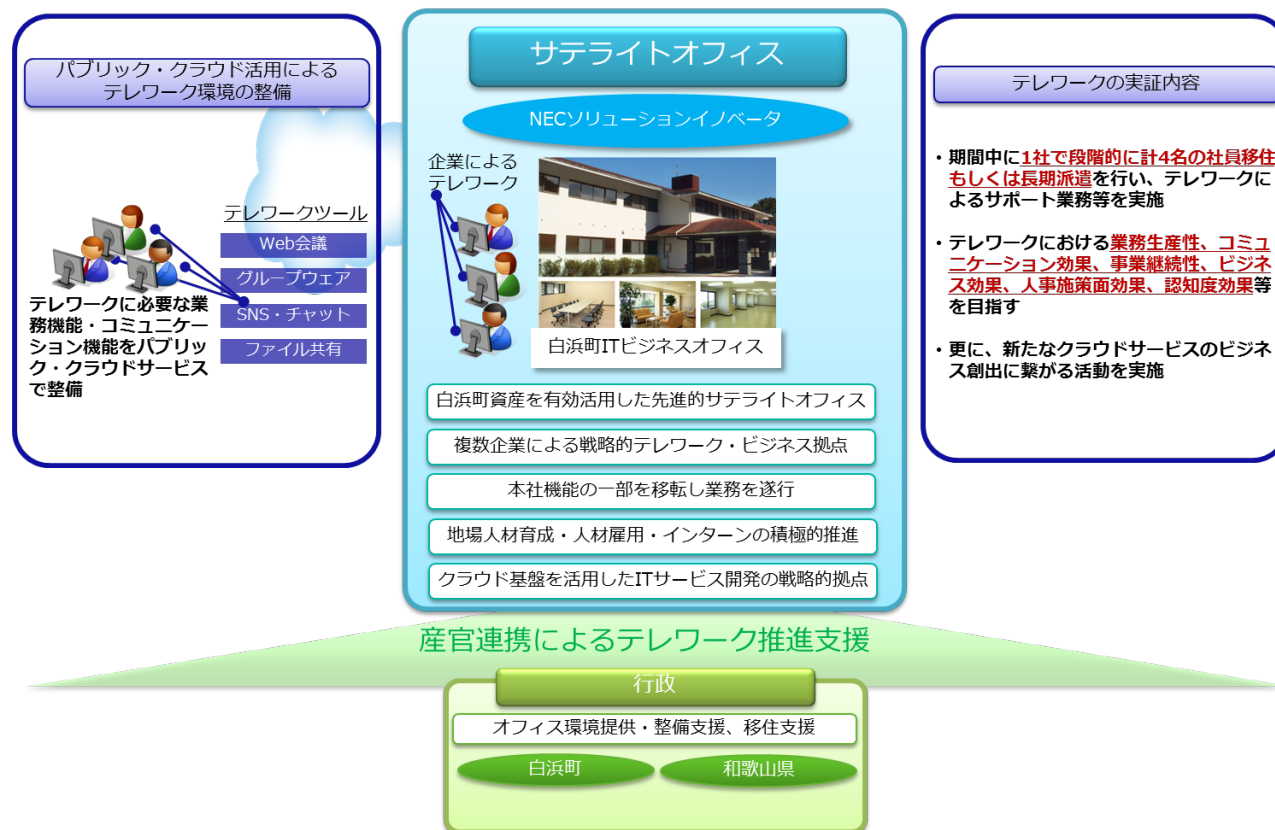 パブリック・クラウド活用による
テレワーク環境の整備
テレワークツール
Web会議
グループウェア
SNS・チャット
ファイル共有
テレワークに必要な業
務機能・コミュニケー
ション機能をパブリッ
ク・クラウドサービス
で整備
サテライトオフィス
NECソリューションイノベータ
企業による
テレワーク
白浜町ITビジネスオフィス
白浜町資産を有効活用した先進的サテライトオフィス
複数企業による戦略的テレワーク・ビジネス拠点
本社機能の一部を移転し業務を遂行
地場人材育成・人材雇用・インターンの積極的推進
クラウド基盤を活用したITサービス開発の戦略的拠点
テレワークの実証内容
・期間中に1社で段階的に計4名の社員移住
もしくは長期派遣を行い、テレワークに
よるサポート業務等を実施
・テレワークにおける業務生産性、コミュ
ニケーション効果、事業継続性、ビジネ
ス効果、人事施策面効果、認知度効果等
を目指す
・更に、新たなクラウドサービスのビジネ
ス創出に繋がる活動を実施
産官連携によるテレワーク推進支援
行政
オフィス環境提供・整備支援、移住支援
白浜町
和歌山県